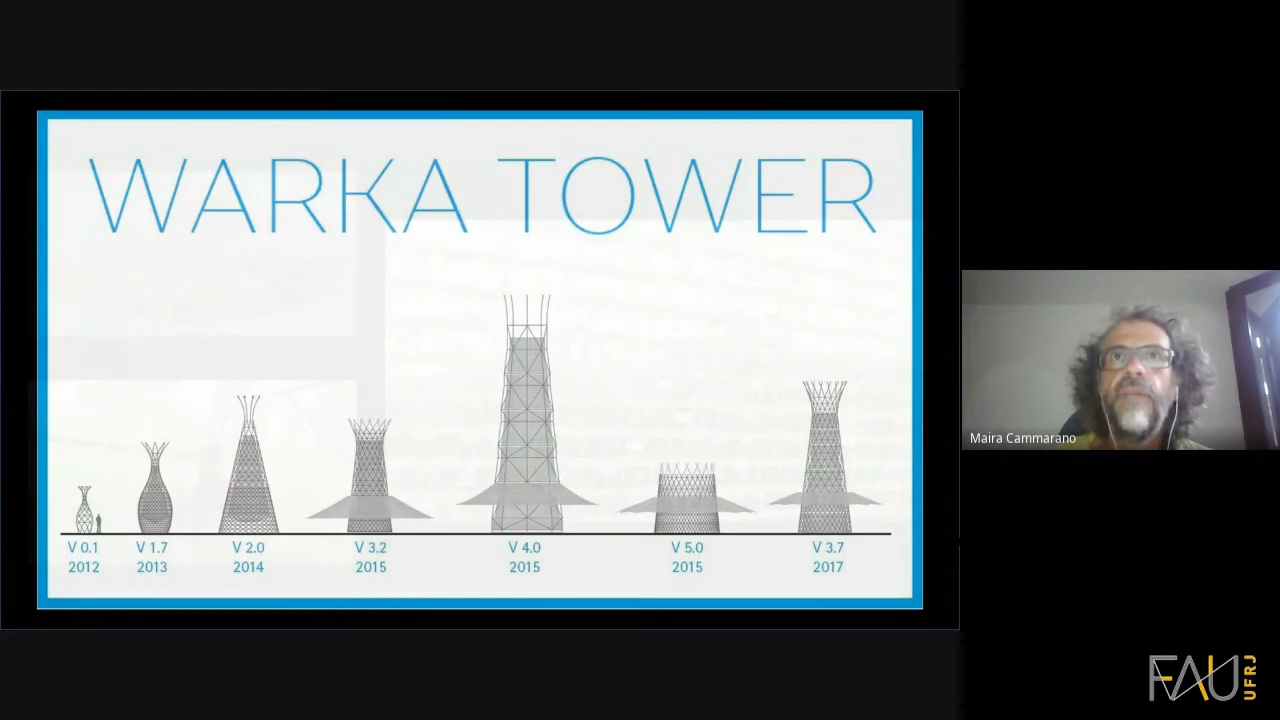 WARKA TOWER
V 0.1
2012
V 1.7
2013
V 2.0
2014
V 3.2
2015
V 4.0
2015
V 5.0
2015
V 3.7
2017
Maira Cammarano
FAU UFRJ